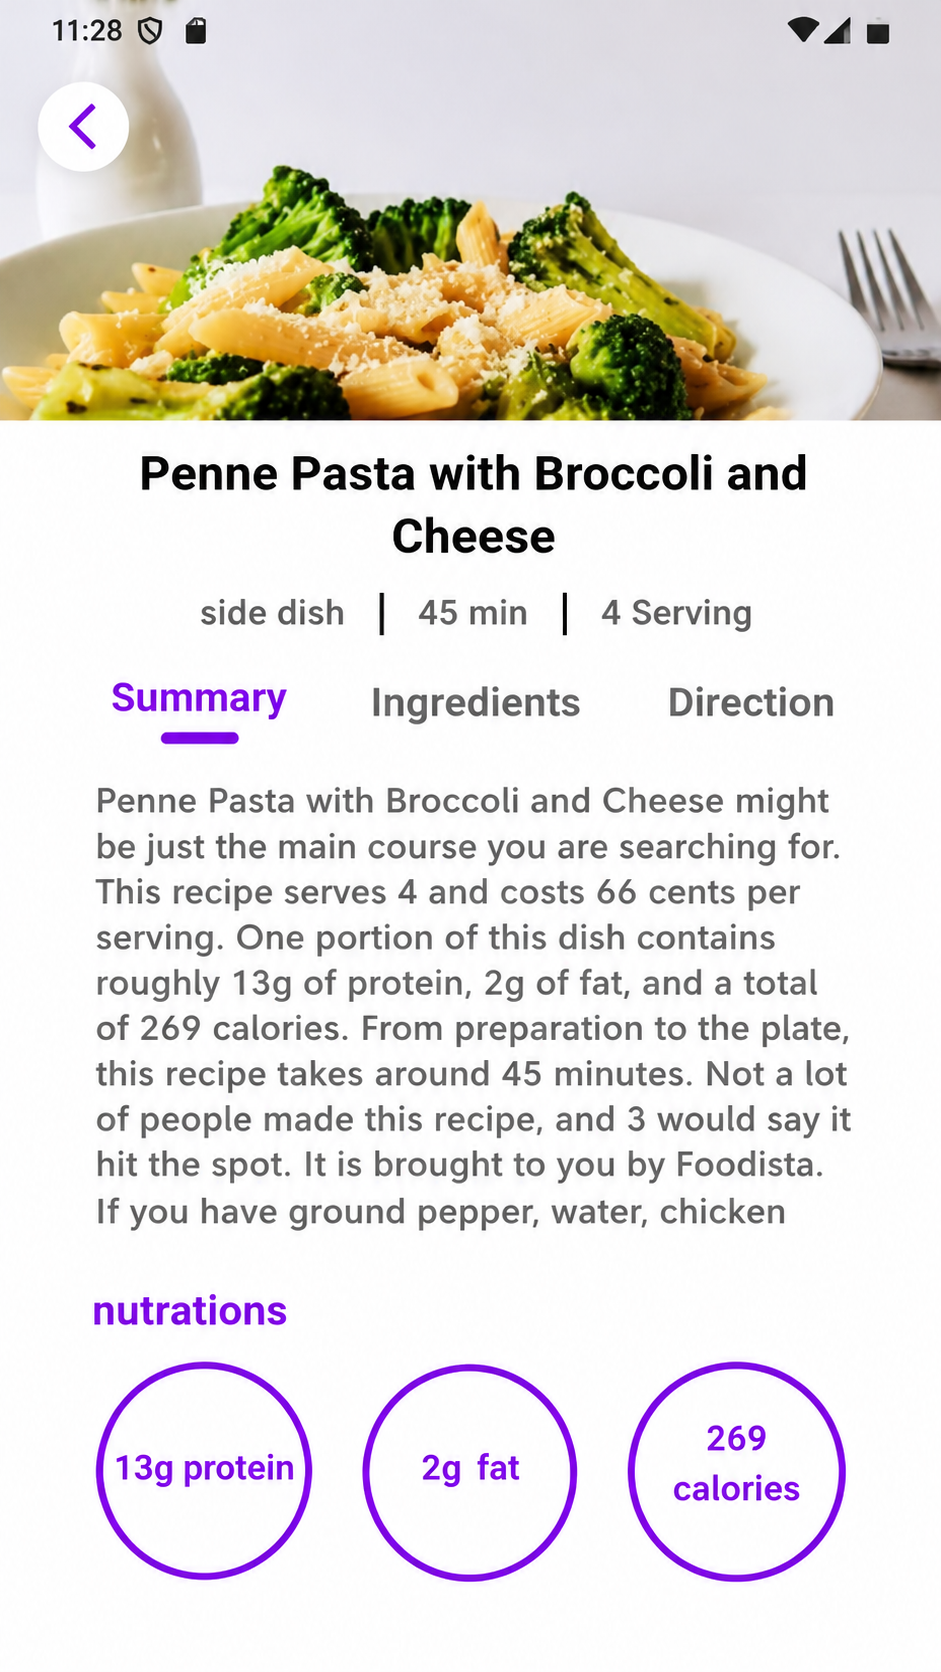 11:28
Penne Pasta with Broccoli and
Cheese
side dish | 45 min | 4 Serving
Summary Ingredients Direction
Penne Pasta with Broccoli and Cheese might
be just the main course you are searching for.
This recipe serves 4 and costs 66 cents per
serving. One portion of this dish contains
roughly 13g of protein, 2g of fat, and a total
of 269 calories. From preparation to the plate,
this recipe takes around 45 minutes. Not a lot
of people made this recipe, and 3 would say it
hit the spot. It is brought to you by Foodista.
If you have ground pepper, water, chicken
nutrations
13g protein
2g fat
269
calories